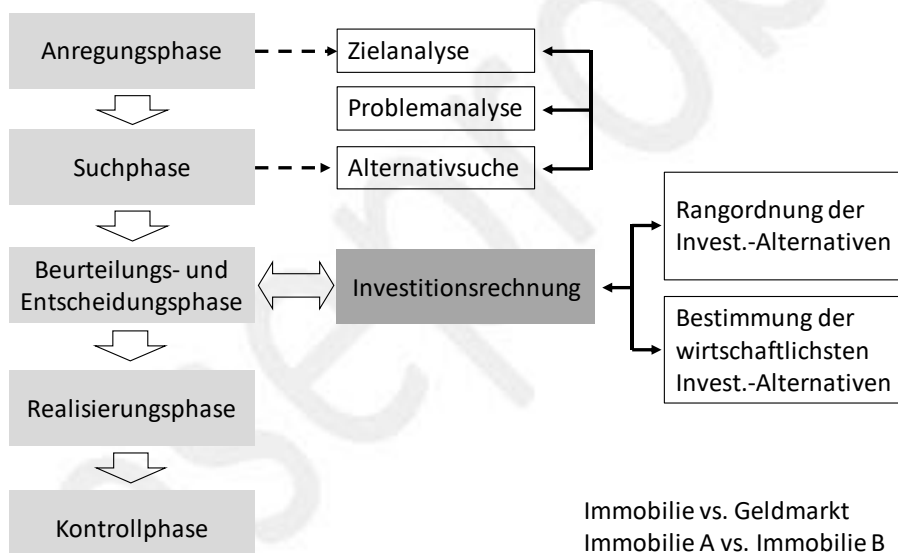 Anregungsphase
Zielanalyse
Problemanalyse
Suchphase
Alternativsuche
Beurteilungs- und
Entscheidungsphase
Investitionsrechnung
Rangordnung der
Invest.-Alternativen
Bestimmung der
wirtschaftlichsten
Invest.-Alternativen
Realisierungsphase
Kontrollphase
Immobilie vs. Geldmarkt
Immobilie A vs. Immobilie B